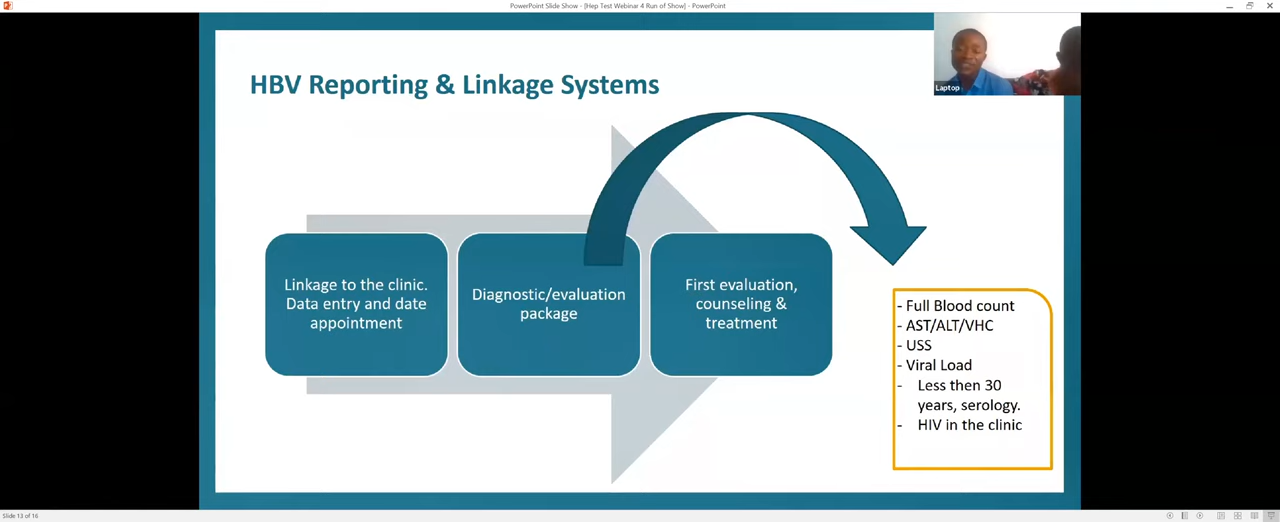 PowerPoint Slide Show - [Hep Test Webinar 4 Run of Show] - PowerPoint
Laptop
HBV Reporting & Linkage Systems
Linkage to the clinic.
Data entry and date
appointment
Diagnostic/evaluation
package
First evaluation,
counseling &
treatment
- Full Blood count
- AST/ALT/VHC
- USS
- Viral Load
- Less then 30
years, serology.
- HIV in the clinic
Slide 13 of 16